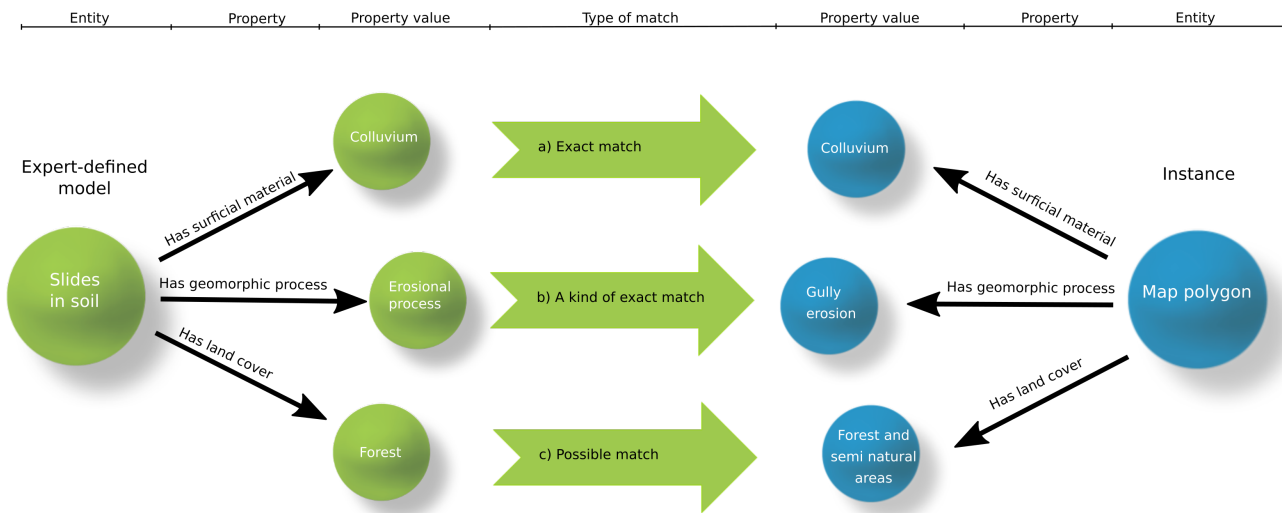 Entity
Property
Property value
Type of match
Property value
Property
Entity
Expert-defined
model
Slides
in soil
Has surficial material
Has geomorphic process
Has land cover
Colluvium
Erosional
process
Forest
a) Exact match
b) A kind of exact match
c) Possible match
Colluvium
Gully
erosion
Forest and
semi natural
areas
Has surficial material
Has geomorphic process
Has land cover
Instance
Map polygon